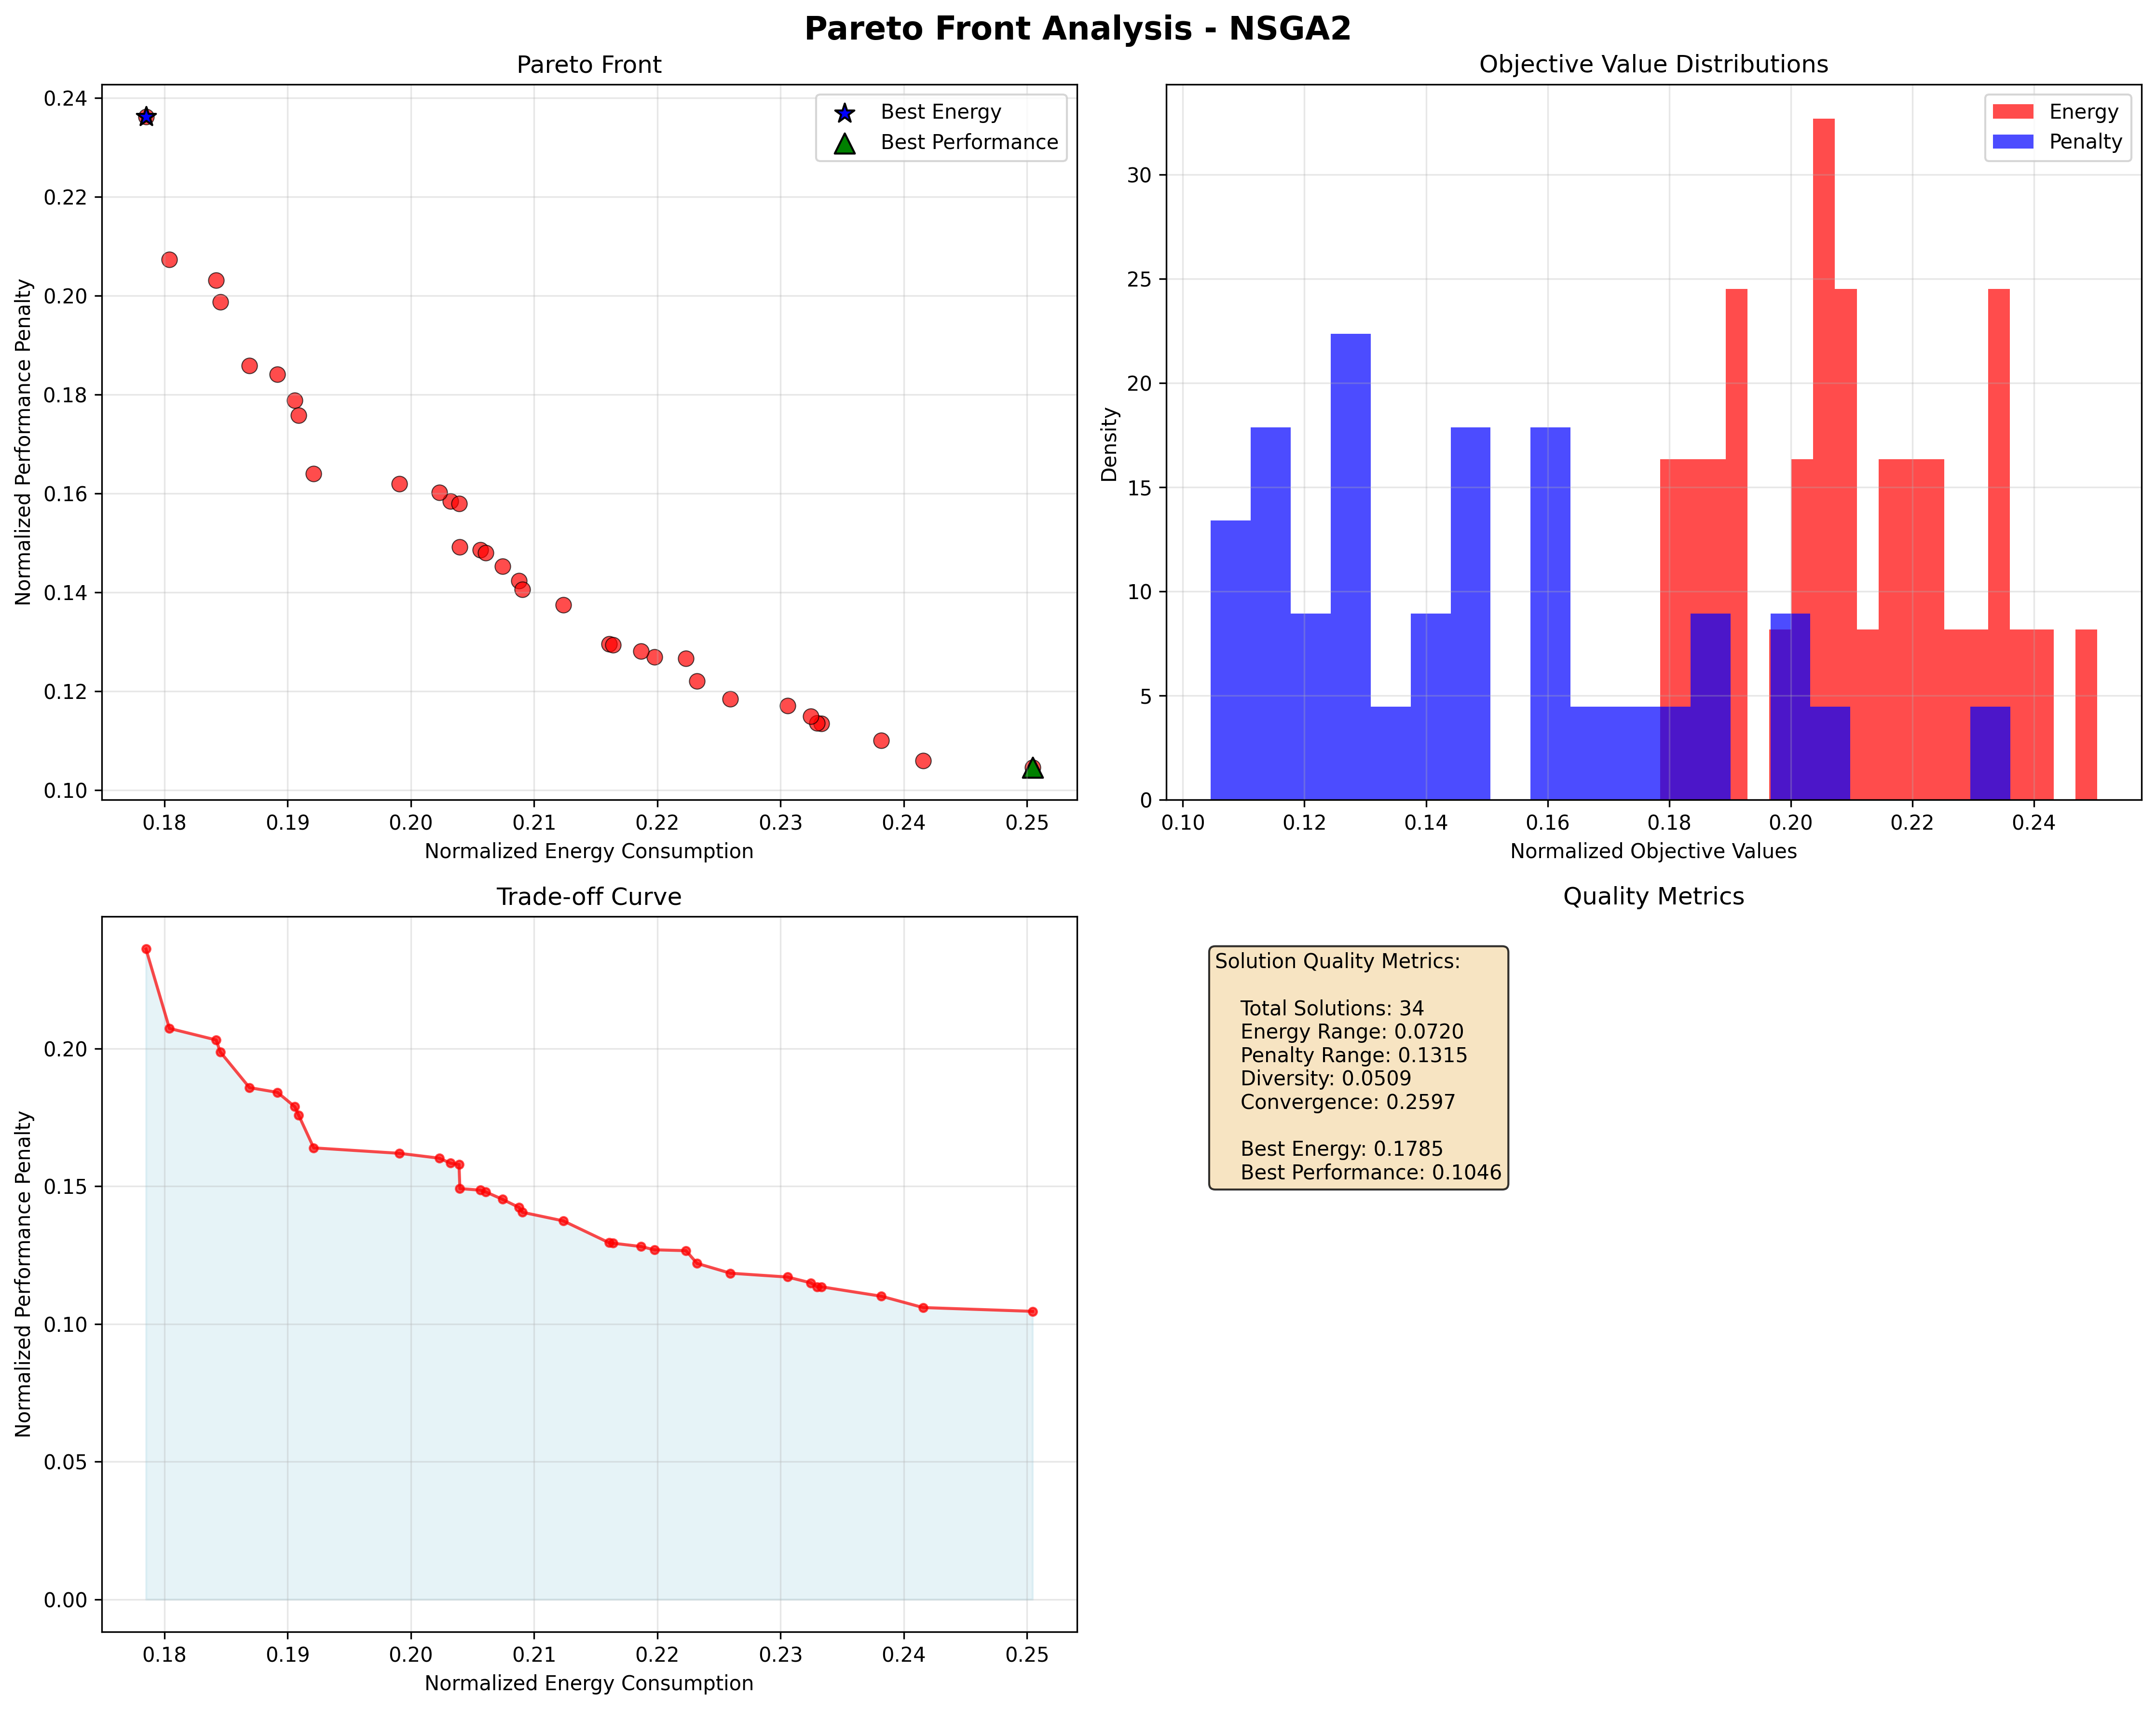 Pareto Front Analysis - NSGA2
Pareto Front
0.24
0.22
0.20
0.18
0.16
0.14
0.12
0.10
Normalized Performance Penalty
Best Energy
Best Performance
0.18 0.19 0.20 0.21 0.22 0.23 0.24 0.25
Normalized Energy Consumption
Objective Value Distributions
30
25
20
15
10
5
0
Density
Energy
Penalty
0.10 0.12 0.14 0.16 0.18 0.20 0.22 0.24
Normalized Objective Values
Trade-off Curve
0.20
0.15
0.10
0.05
0.00
Normalized Performance Penalty
0.18 0.19 0.20 0.21 0.22 0.23 0.24 0.25
Normalized Energy Consumption
Quality Metrics
Solution Quality Metrics:
Total Solutions: 34
Energy Range: 0.0720
Penalty Range: 0.1315
Diversity: 0.0509
Convergence: 0.2597
Best Energy: 0.1785
Best Performance: 0.1046